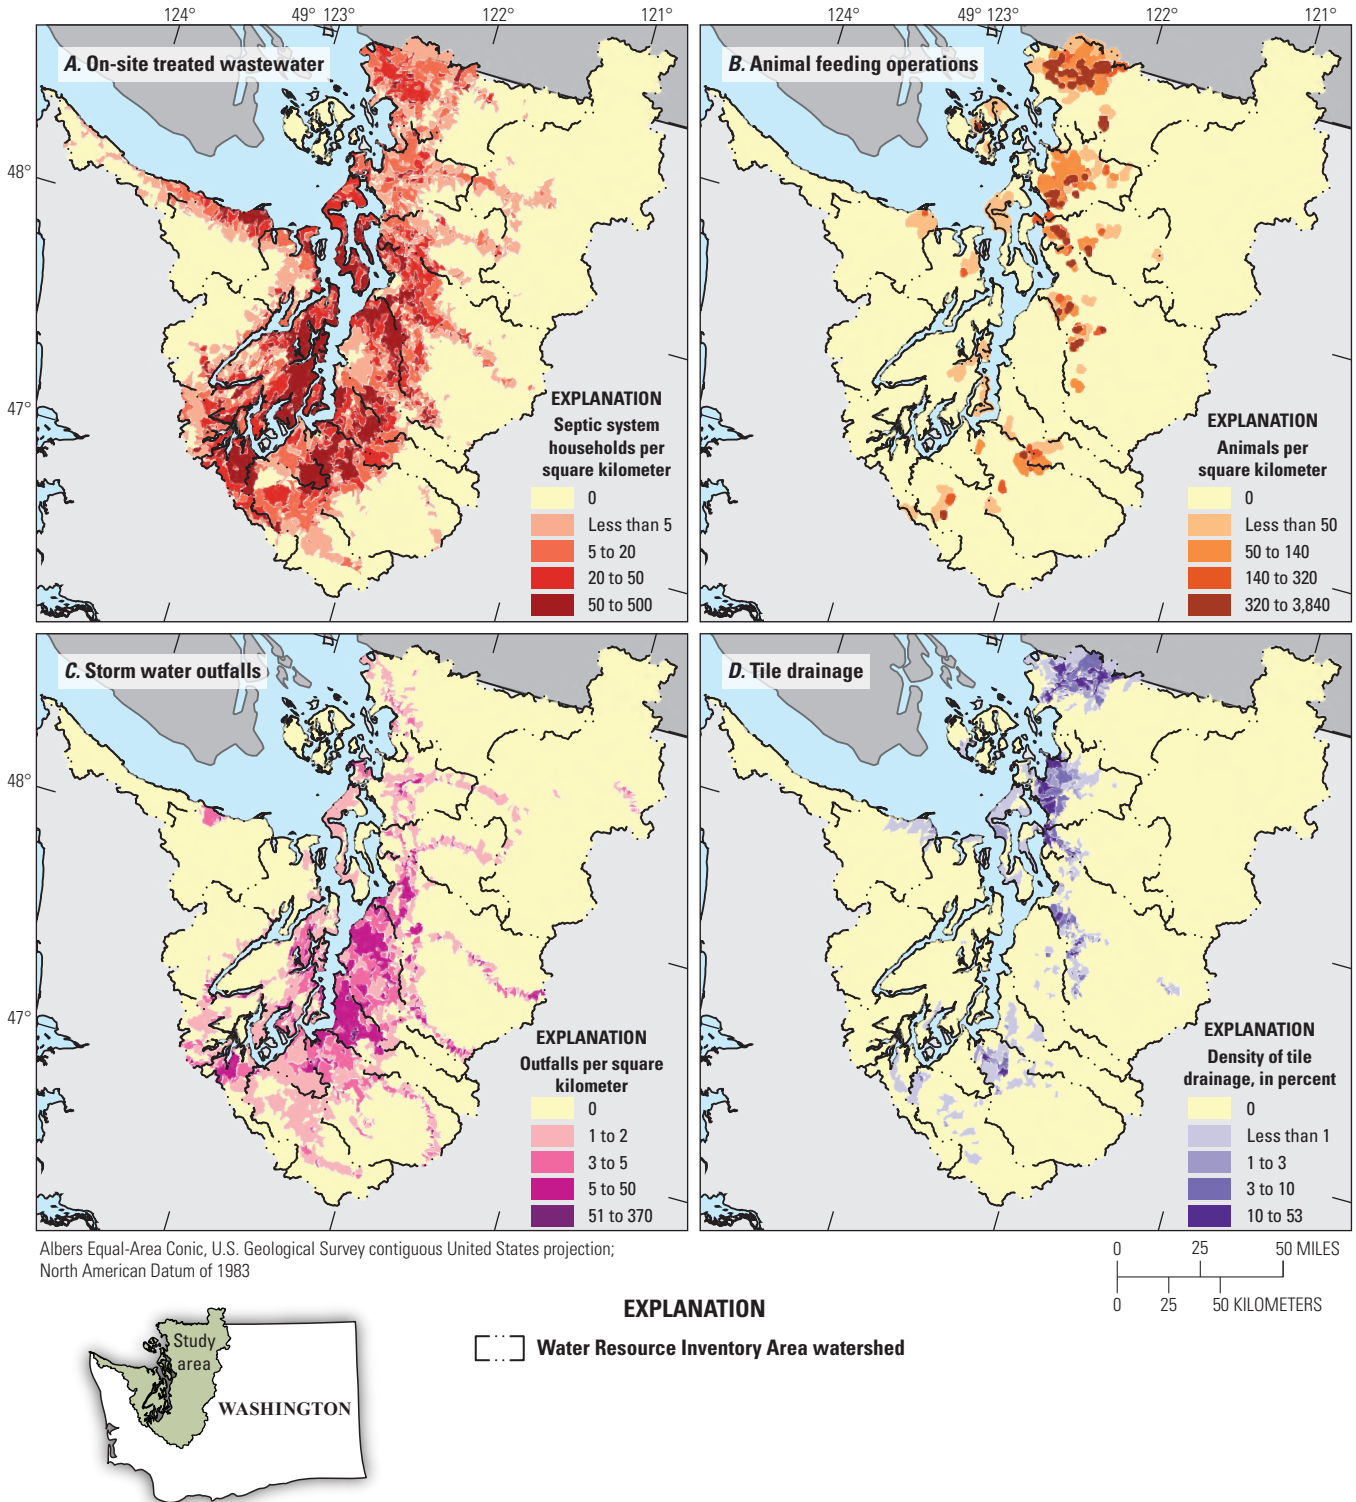 124° 49° 123° 122° 121°
124° 49° 123° 122° 121°
A. On-site treated wastewater
48°
47°
EXPLANATION
Septic system
households per
square kilometer
0
Less than 5
5 to 20
20 to 50
50 to 500
B. Animal feeding operations
EXPLANATION
Animals per
square kilometer
0
Less than 50
50 to 140
140 to 320
320 to 3,840
C. Storm water outfalls
48°
47°
EXPLANATION
Outfalls per square
kilometer
0
1 to 2
3 to 5
5 to 50
51 to 370
D. Tile drainage
EXPLANATION
Density of tile
drainage, in percent
0
Less than 1
1 to 3
3 to 10
10 to 53
Albers Equal-Area Conic, U.S. Geological Survey contiguous United States projection;
North American Datum of 1983
0 25 50 MILES
0 25 50 KILOMETERS
EXPLANATION
Water Resource Inventory Area watershed
Study
area
WASHINGTON